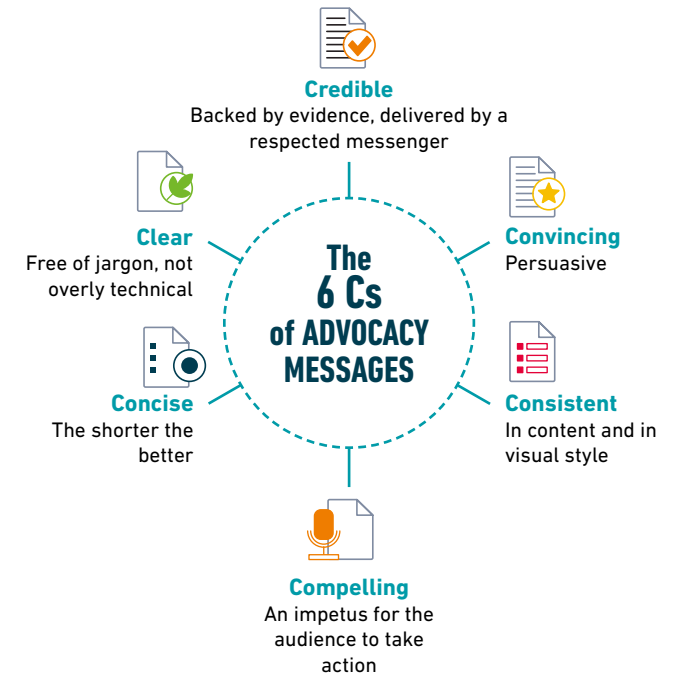 Credible
Backed by evidence, delivered by a
respected messenger
Clear
Free of jargon, not
overly technical
Convincing
Persuasive
The
6 Cs
of ADVOCACY
MESSAGES
Concise
The shorter the
better
Consistent
In content and in
visual style
Compelling
An impetus for the
audience to take
action